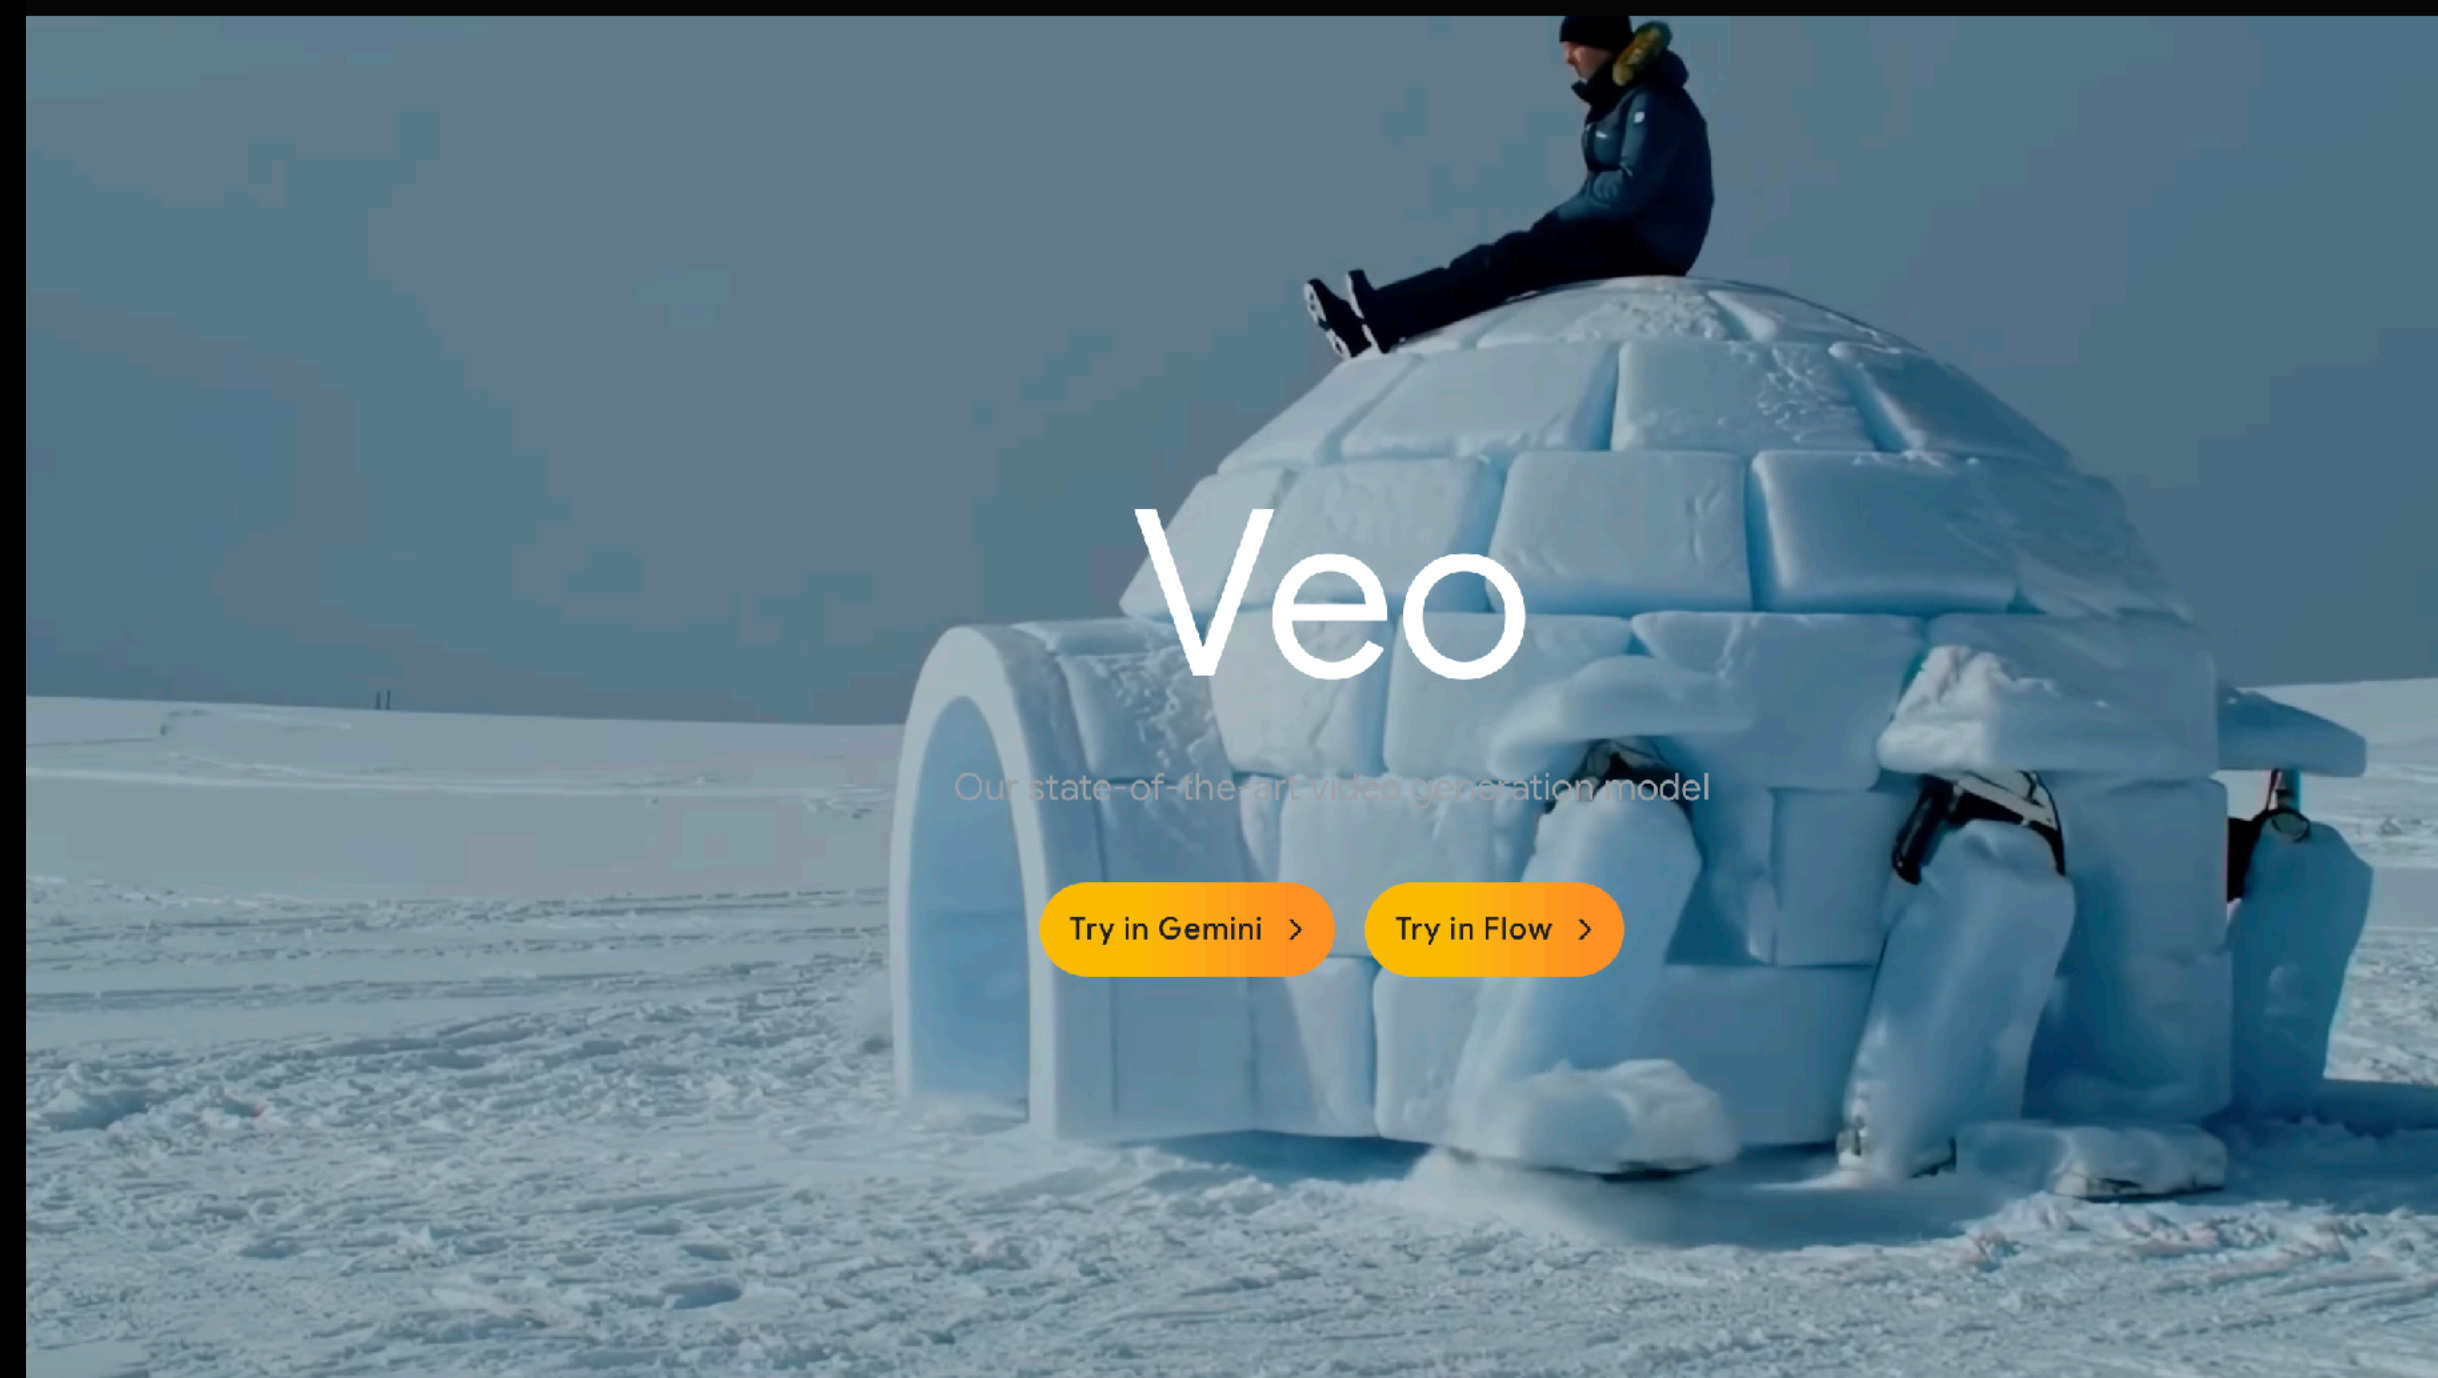 Veo
Our state-of-the-art video generation model
Try in Gemini
Try in Flow